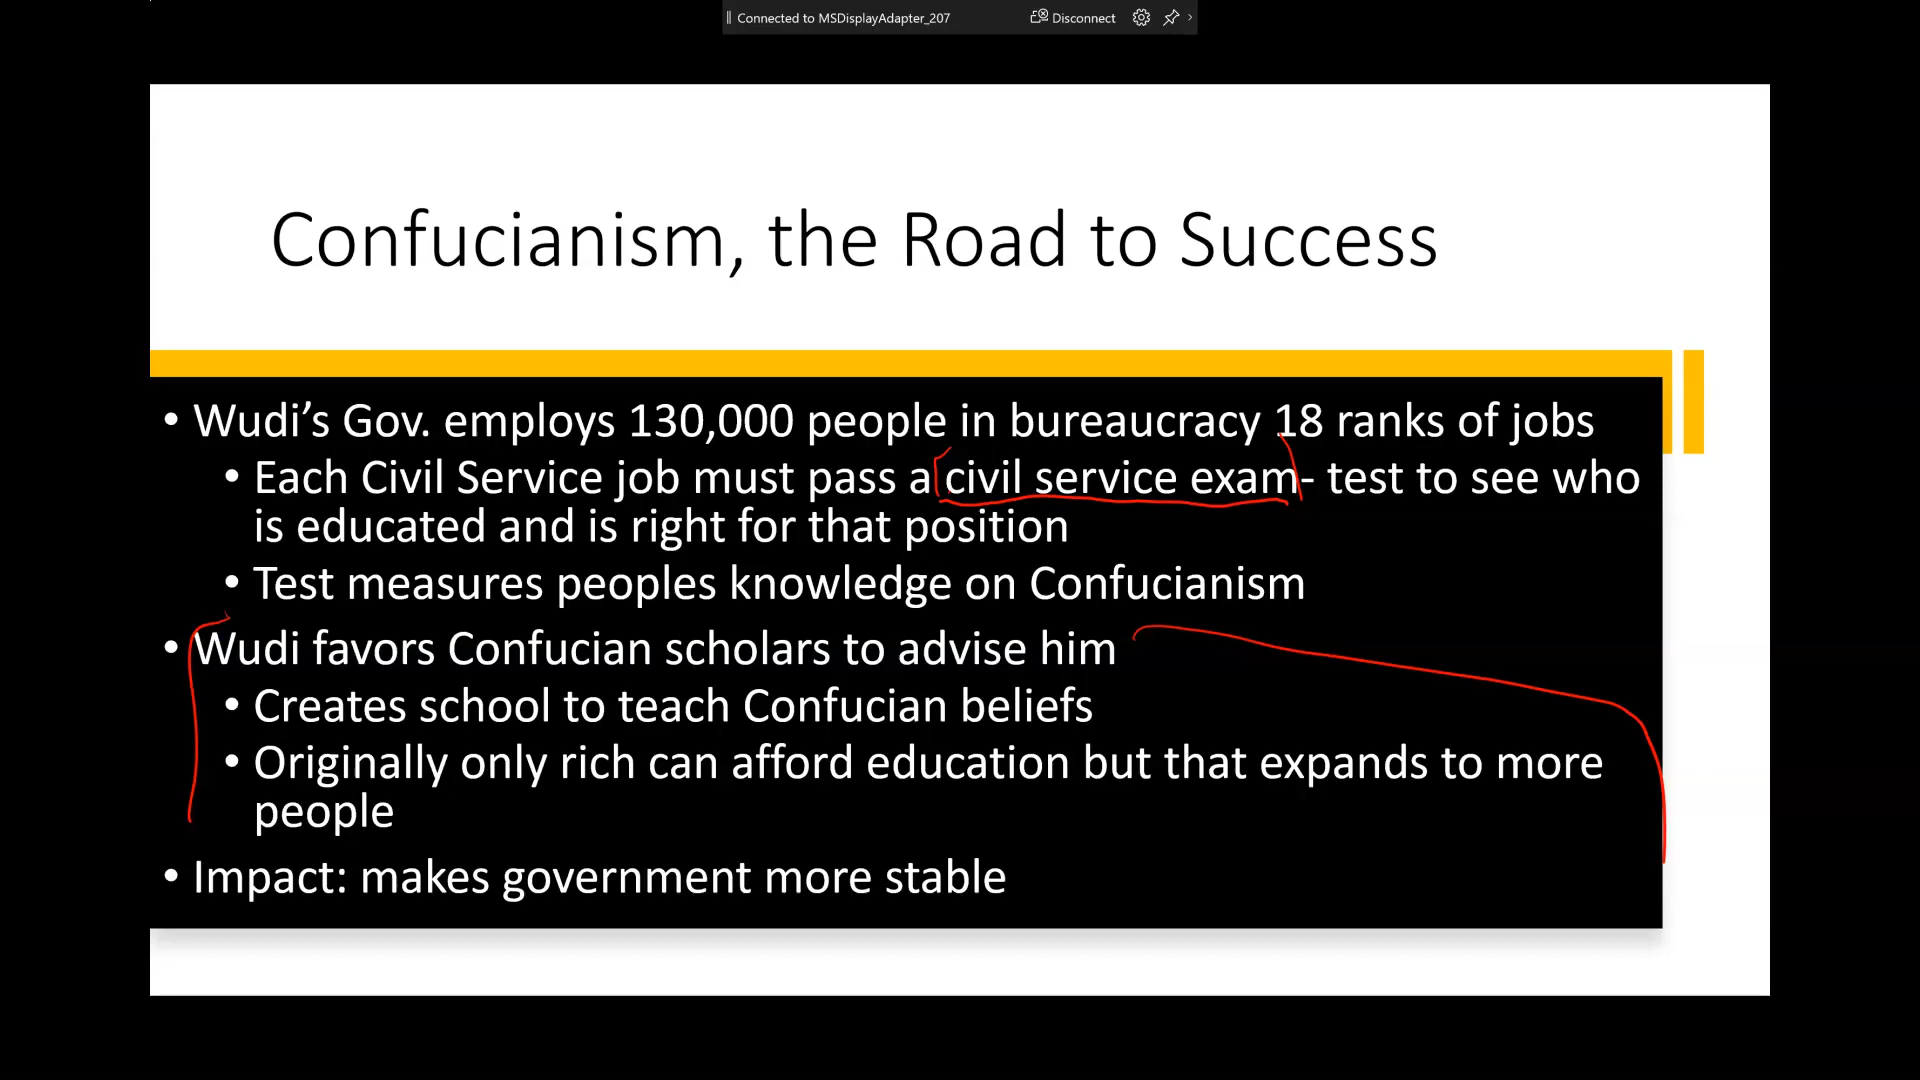 Connected to MSDisplayAdapter_207 Disconnect
Confucianism, the Road to Success
• Wudi’s Gov. employs 130,000 people in bureaucracy 18 ranks of jobs
• Each Civil Service job must pass a civil service exam- test to see who
is educated and is right for that position
• Test measures peoples knowledge on Confucianism
• Wudi favors Confucian scholars to advise him
• Creates school to teach Confucian beliefs
• Originally only rich can afford education but that expands to more
people
• Impact: makes government more stable